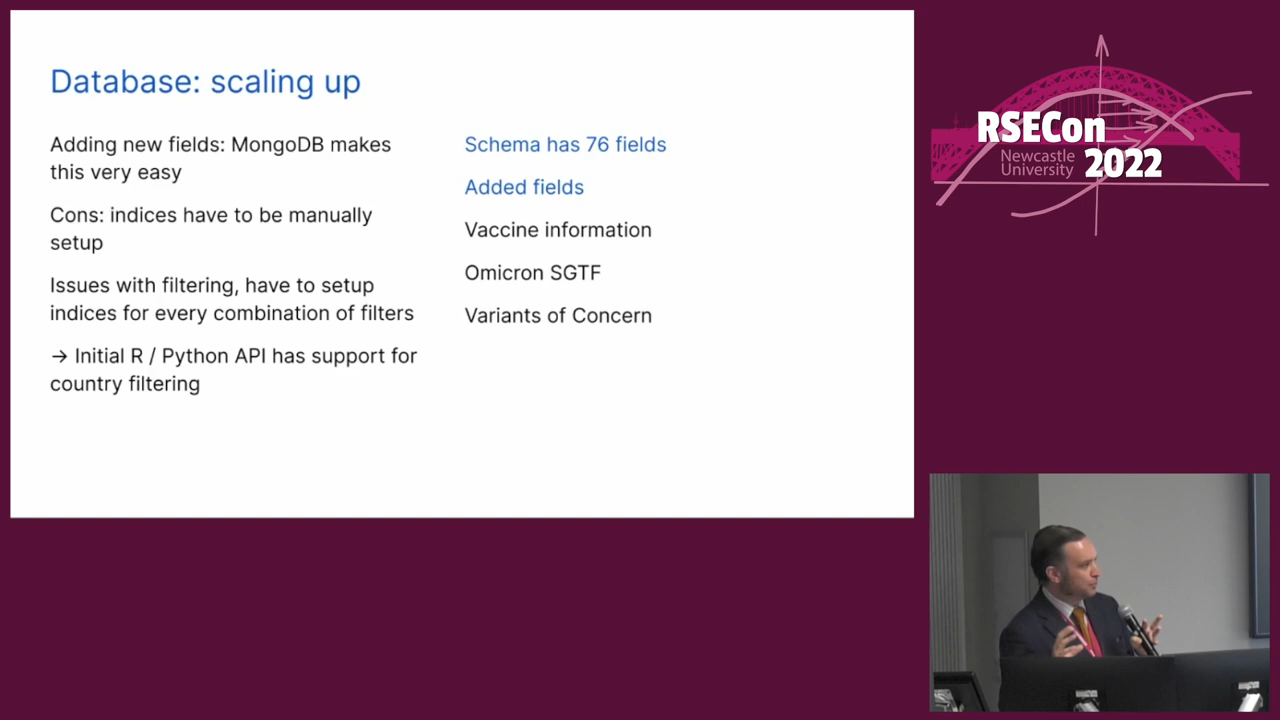 Database: scaling up
Adding new fields: MongoDB makes
this very easy
Cons: indices have to be manually
setup
Issues with filtering, have to setup
indices for every combination of filters
→ Initial R / Python API has support for
country filtering
Schema has 76 fields
Added fields
Vaccine information
Omicron SGTF
Variants of Concern
RSECon
Newcastle
University
2022